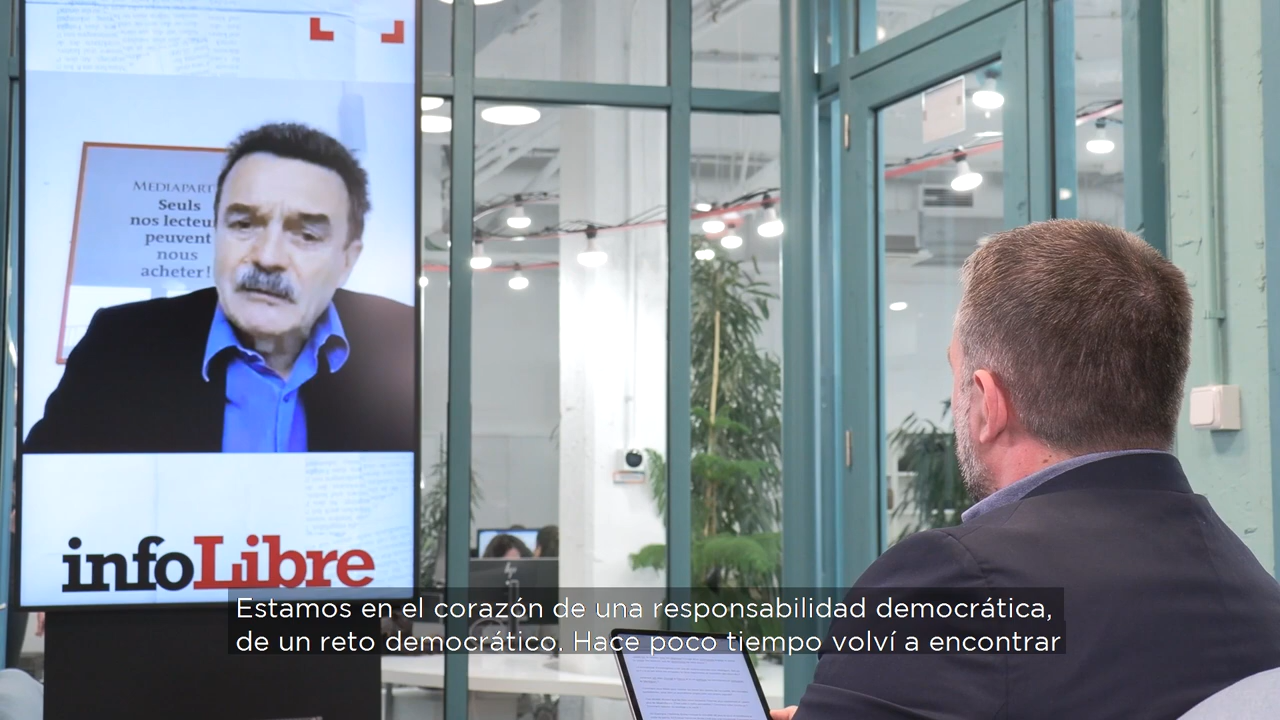 MEDIAPART
Seuls
nos lecteu
peuvent
nous
acheter!
infoLibre
Estamos en el corazón de una responsabilidad democrática,
de un reto democrático. Hace poco tiempo volví a encontrar